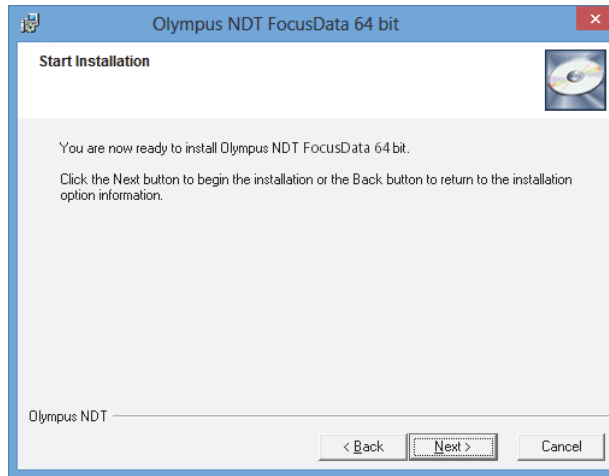 Olympus NDT FocusData 64 bit
Start Installation
You are now ready to install Olympus NDT FocusData 64 bit.
Click the Next button to begin the installation or the Back button to return to the installation
option information.
Olympus NDT
< Back
Next >
Cancel